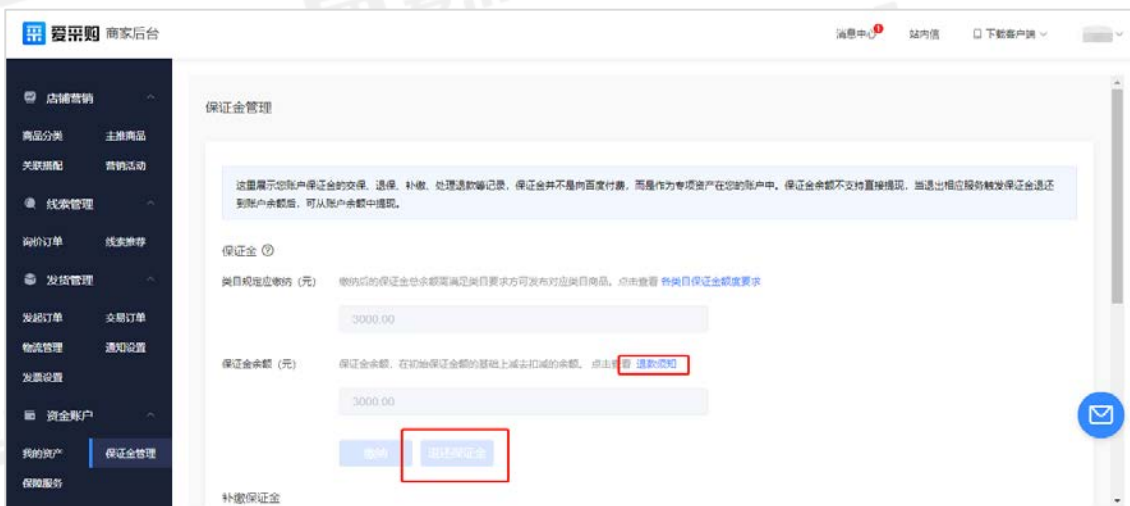 爱采购 商家后台
消息中心 站内信 下载客户端
店铺营销
商品分类 主推商品
关联搭配 营销活动
线索管理
询价订单 线索推荐
发货管理
发起订单 交易订单
物流管理 通知设置
发票设置
资金账户
我的资产 保证金管理
保障服务
保证金管理
这里展示您账户保证金的交保、退保、补缴、处理退款等记录，保证金并不是向百度付费，而是作为专项资产在您的账户中。保证金余额不支持直接提现，当退出相应服务触发保证金退还
到账户余额后，可从账户余额中提现。
保证金
类目规定应缴纳（元） 缴纳后的保证金总余额需满足类目要求方可发布对应类目商品。点击查看 各类目保证金额度要求
3000.00
保证金余额（元） 保证金余额，在初始保证金额的基础上减去扣减的余额。 点击查看 退款须知
3000.00
缴纳 退还保证金
补缴保证金